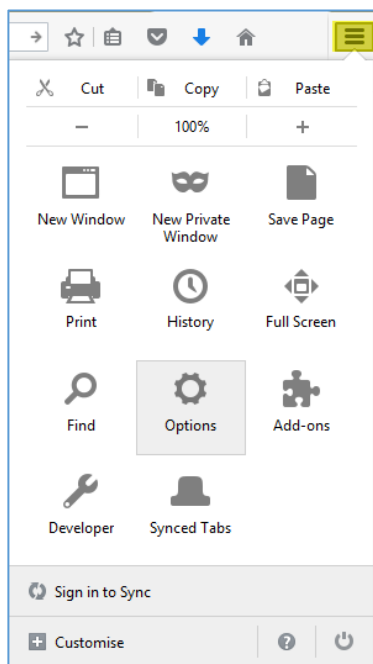 Cut Copy Paste
100%
New Window New Private Window Save Page
Print History Full Screen
Find Options Add-ons
Developer Synced Tabs
Sign in to Sync
Customise